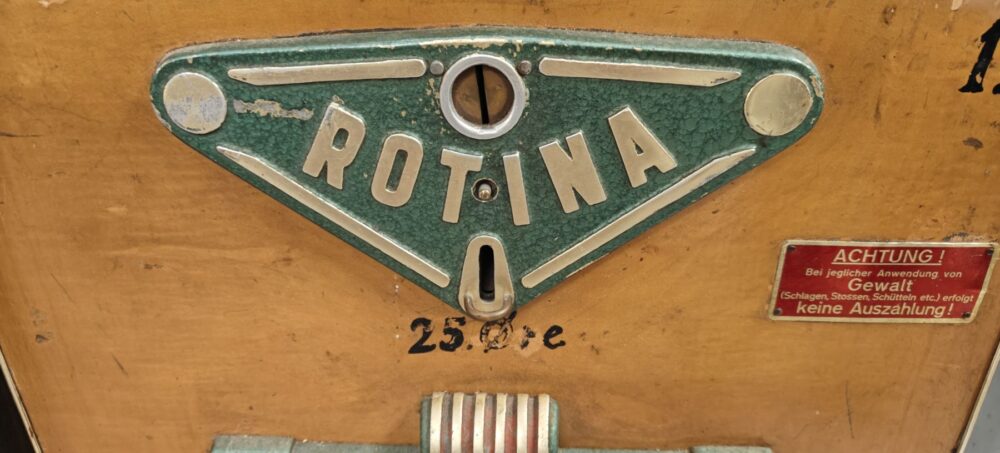 ROTINA
ACHTUNG!
Bei jeglicher Anwendung von
Gewalt
(Schlagen, Stossen, Schütteln etc.) erfolgt
keine Auszahlung!
25. Øre